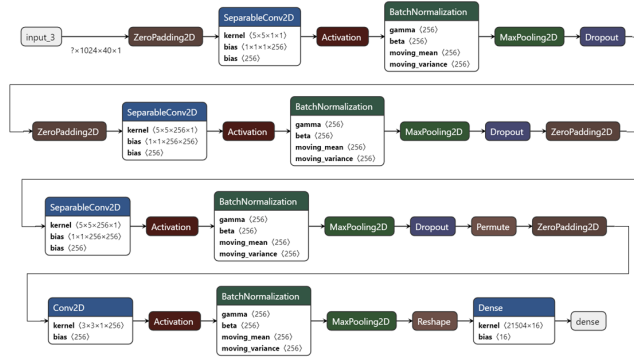 input_3
?×1024×40×1
ZeroPadding2D
SeparableConv2D
kernel ⟨5×5×1×1⟩
bias ⟨1×1×1×256⟩
bias ⟨256⟩
Activation
BatchNormalization
gamma ⟨256⟩
beta ⟨256⟩
moving_mean ⟨256⟩
moving_variance ⟨256⟩
MaxPooling2D
Dropout
ZeroPadding2D
SeparableConv2D
kernel ⟨5×5×256×1⟩
bias ⟨1×1×256×256⟩
bias ⟨256⟩
Activation
BatchNormalization
gamma ⟨256⟩
beta ⟨256⟩
moving_mean ⟨256⟩
moving_variance ⟨256⟩
MaxPooling2D
Dropout
ZeroPadding2D
SeparableConv2D
kernel ⟨5×5×256×1⟩
bias ⟨1×1×256×256⟩
bias ⟨256⟩
Activation
BatchNormalization
gamma ⟨256⟩
beta ⟨256⟩
moving_mean ⟨256⟩
moving_variance ⟨256⟩
MaxPooling2D
Dropout
Permute
ZeroPadding2D
Conv2D
kernel ⟨3×3×1×256⟩
bias ⟨256⟩
Activation
BatchNormalization
gamma ⟨256⟩
beta ⟨256⟩
moving_mean ⟨256⟩
moving_variance ⟨256⟩
MaxPooling2D
Reshape
Dense
kernel ⟨21504×16⟩
bias ⟨16⟩
dense